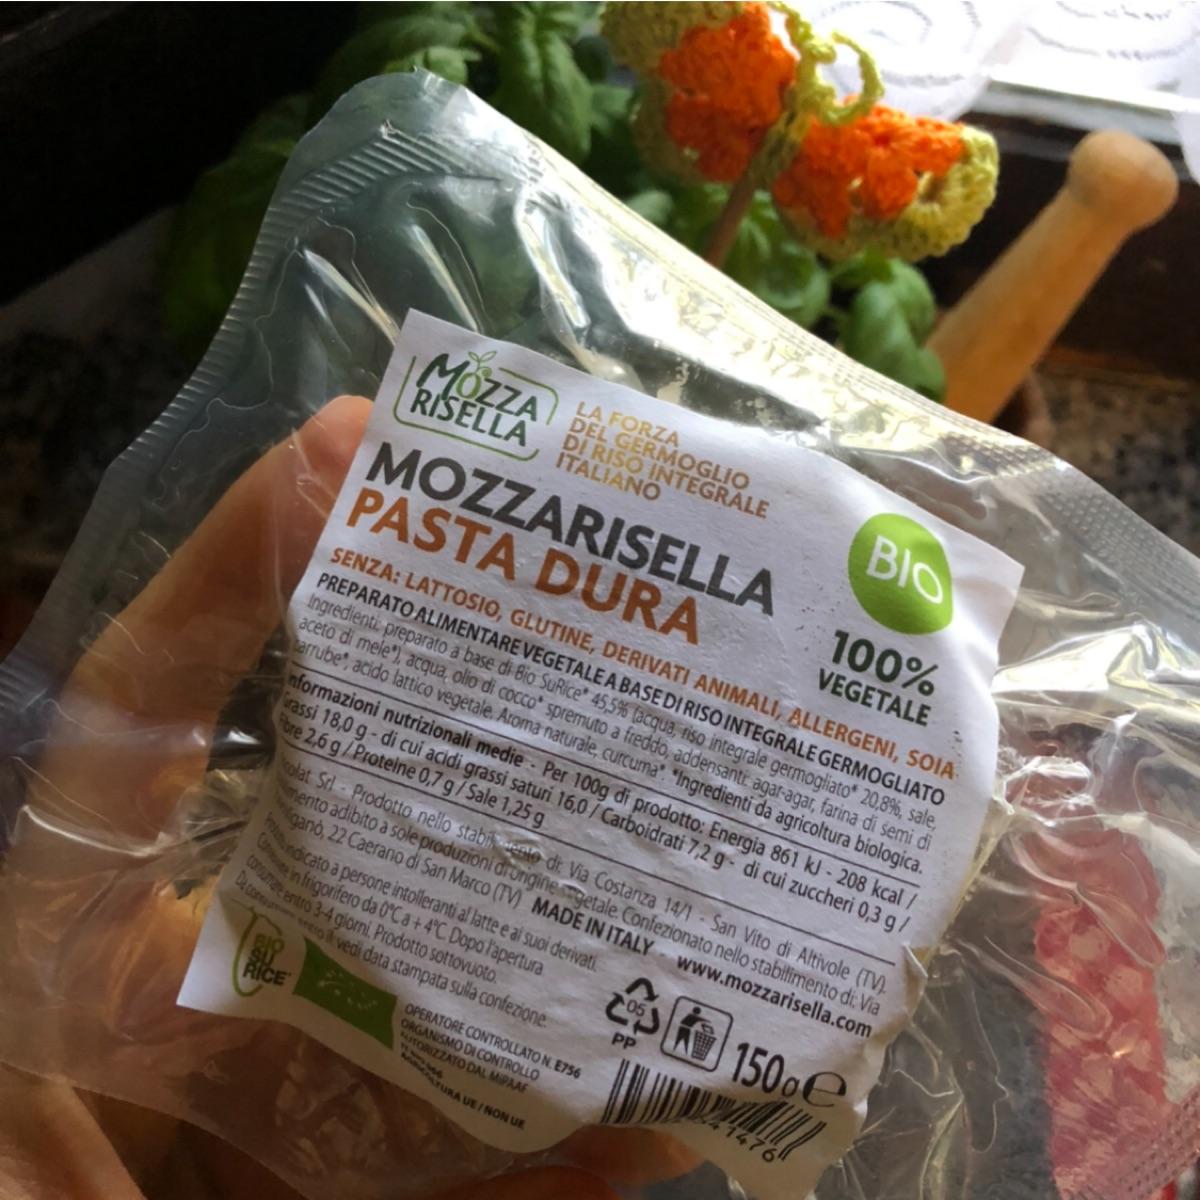 MOZZA
RISELLA
LA FORZA
DEL GERMOGLIO
DI RISO INTEGRALE
ITALIANO
MOZZARISELLA
PASTA DURA
BIO
100%
VEGETALE
SENZA: LATTOSIO, GLUTINE, DERIVATI ANIMALI, ALLERGENI, SOIA
PREPARATO ALIMENTARE VEGETALE A BASE DI RISO INTEGRALE GERMOGLIATO
Ingredienti: preparato a base di Bio SuRice* 45,5% (acqua, riso integrale germogliato* 20,8%, sale,
aceto di mele*), acqua, olio di cocco* spremuto a freddo, addensanti: agar-agar, farina di semi di
carrube*, acido lattico vegetale. Aroma naturale, curcuma* *Ingredienti da agricoltura biologica.
Informazioni nutrizionali medie - Per 100g di prodotto: Energia 861 kJ - 208 kcal /
Grassi 18,0 g - di cui acidi grassi saturi 16,0 / Carboidrati 7,2 g - di cui zuccheri 0,3 g /
Fibre 2,6 g / Proteine 0,7 g / Sale 1,25 g
Srl - Prodotto nello stabilimento di: Via Costanza 14/1 - San Vito di Altivole (TV).
adibito a sole produzioni di origine vegetale. Confezionato nello stabilimento di: Via
22 Caerano di San Marco (TV) MADE IN ITALY - www.mozzarisella.com
indicato a persone intolleranti al latte e ai suoi derivati.
in frigorifero da 0°C a + 4°C. Dopo l'apertura
consumare entro 3-4 giorni. Prodotto sottovuoto.
Da consumarsi entro il: vedi data stampata sulla confezione.
BIO
SU
RICE
OPERATORE CONTROLLATO N. E756
ORGANISMO DI CONTROLLO
AUTORIZZATO DAL MIPAAF
AGRICOLTURA UE / NON UE
05
PP
150g e